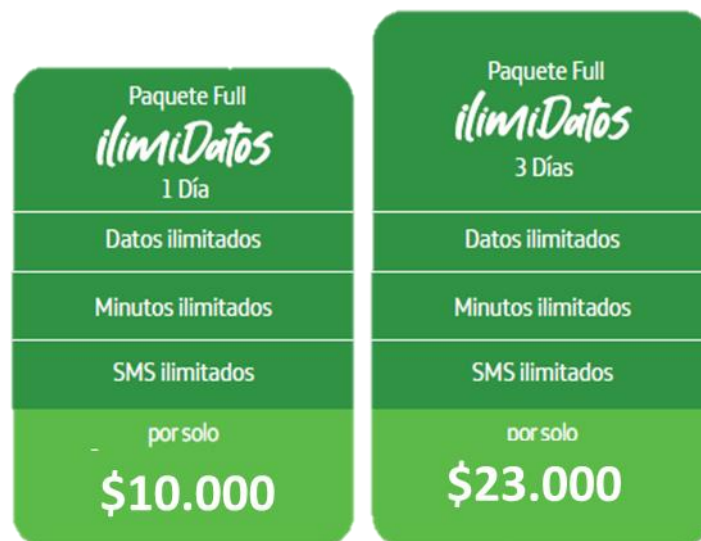 Paquete Full
ilimiDatos
1 Día
Datos ilimitados
Minutos ilimitados
SMS ilimitados
por solo
$10.000
Paquete Full
ilimiDatos
3 Días
Datos ilimitados
Minutos ilimitados
SMS ilimitados
por solo
$23.000